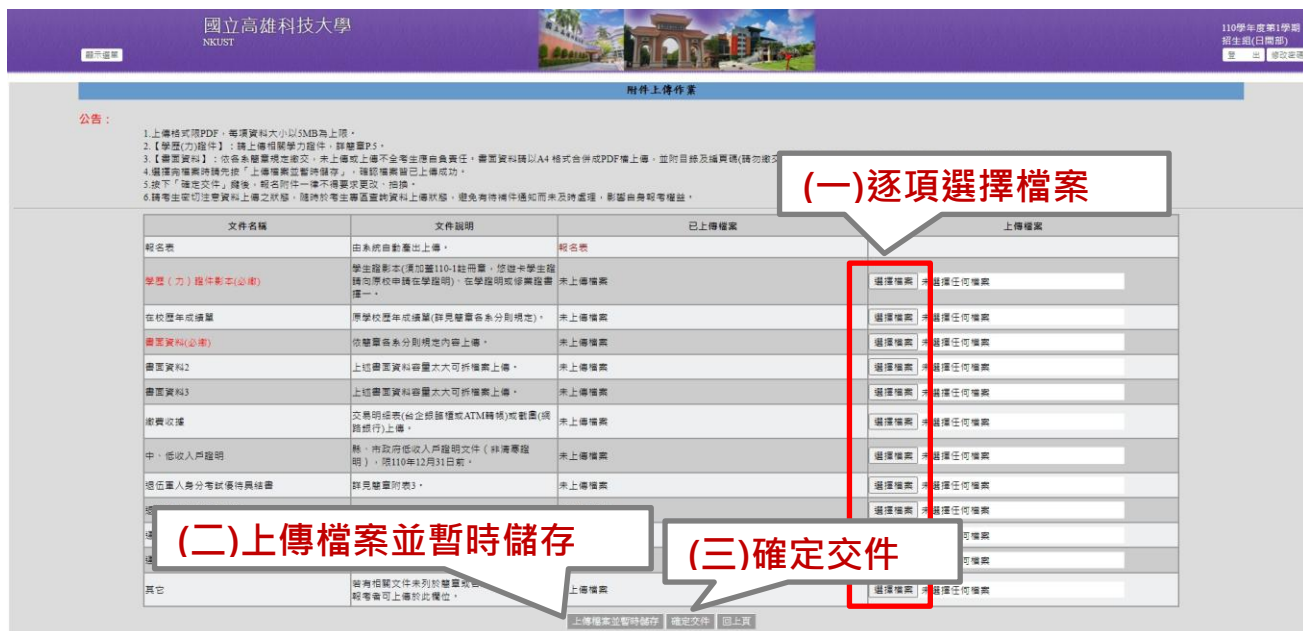 國立高雄科技大學
NKUST
顯示選單
110學年度第1學期
招生組(日間部)
登 出 修改密碼
附件上傳作業
公告：
1.上傳格式限PDF，每項資料大小以5MB為上限。
2.【學歷(力)證件】：請上傳相關學力證件，詳簡章P.5。
3.【書面資料】：依各系簡章規定繳交，未上傳或上傳不全考生應自負責任。書面資料請以A4 格式合併成PDF檔上傳，並附目錄及編頁碼(請勿繳交
4.選擇完檔案時請先按「上傳檔案並暫時儲存」，確認檔案皆已上傳成功。
5.按下「確定交件」鍵後，報名附件一律不得要求更改、抽換。
6.請考生密切注意資料上傳之狀態，隨時於考生專區查詢資料上傳狀態，避免有待補件通知而未及時處理，影響自身報考權益。
(一)逐項選擇檔案
文件名稱 文件說明 已上傳檔案 上傳檔案
報名表 由系統自動產出上傳。 報名表
學歷（力）證件影本(必繳) 學生證影本(須加蓋110-1註冊章，悠遊卡學生證
請向原校申請在學證明)、在學證明或修業證書
擇一。 未上傳檔案 選擇檔案 未選擇任何檔案
在校歷年成績單 原學校歷年成績單(詳見簡章各系分則規定)。 未上傳檔案 選擇檔案 未選擇任何檔案
書面資料(必繳) 依簡章各系分則規定內容上傳。 未上傳檔案 選擇檔案 未選擇任何檔案
書面資料2 上述書面資料容量太大可拆檔案上傳。 未上傳檔案 選擇檔案 未選擇任何檔案
書面資料3 上述書面資料容量太大可拆檔案上傳。 未上傳檔案 選擇檔案 未選擇任何檔案
繳費收據 交易明細表(台企銀臨櫃或ATM轉帳)或截圖(網
路銀行)上傳。 未上傳檔案 選擇檔案 未選擇任何檔案
中、低收入戶證明 縣、市政府低收入戶證明文件（非清寒證
明），限110年12月31日前。 未上傳檔案 選擇檔案 未選擇任何檔案
退伍軍人身分考試優待具結書 詳見簡章附表3。 未上傳檔案 選擇檔案 未選擇任何檔案
選擇檔案 未選擇任何檔案
(二)上傳檔案並暫時儲存
(三)確定交件
可檔案
可檔案
其它 若有相關文件未列於簡章或
報考者可上傳於此欄位。 上傳檔案 選擇檔案 未選擇任何檔案
上傳檔案並暫時儲存 確定交件 回上頁